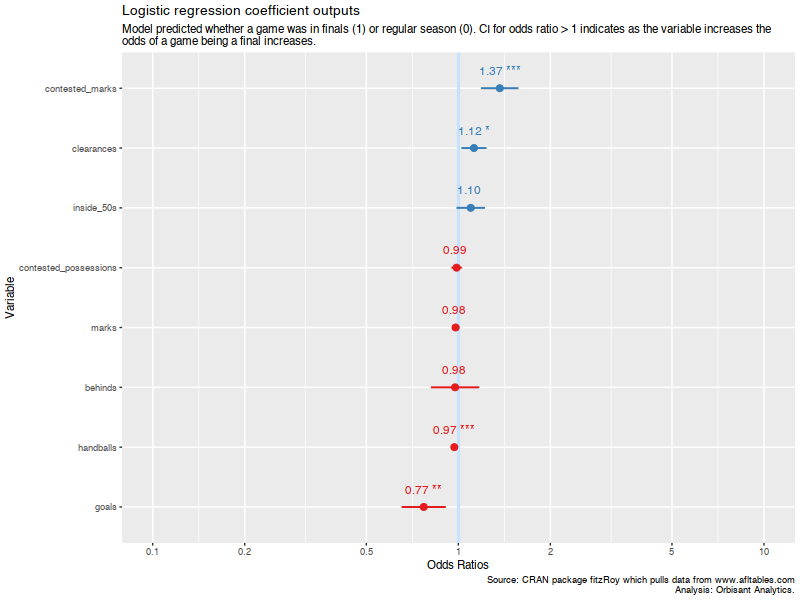 Logistic regression coefficient outputs
Model predicted whether a game was in finals (1) or regular season (0). CI for odds ratio > 1 indicates as the variable increases the
odds of a game being a final increases.
1.37 ***
contested_marks
1.12 *
clearances
1.10
inside_50s
0.99
contested_possessions
Variable
0.98
marks
0.98
behinds
0.97 ***
handballs
0.77 **
goals
0.1 0.2 0.5 1 2 5 10
Odds Ratios
Source: CRAN package fitzRoy which pulls data from www.afltables.com
Analysis: Orbisant Analytics.